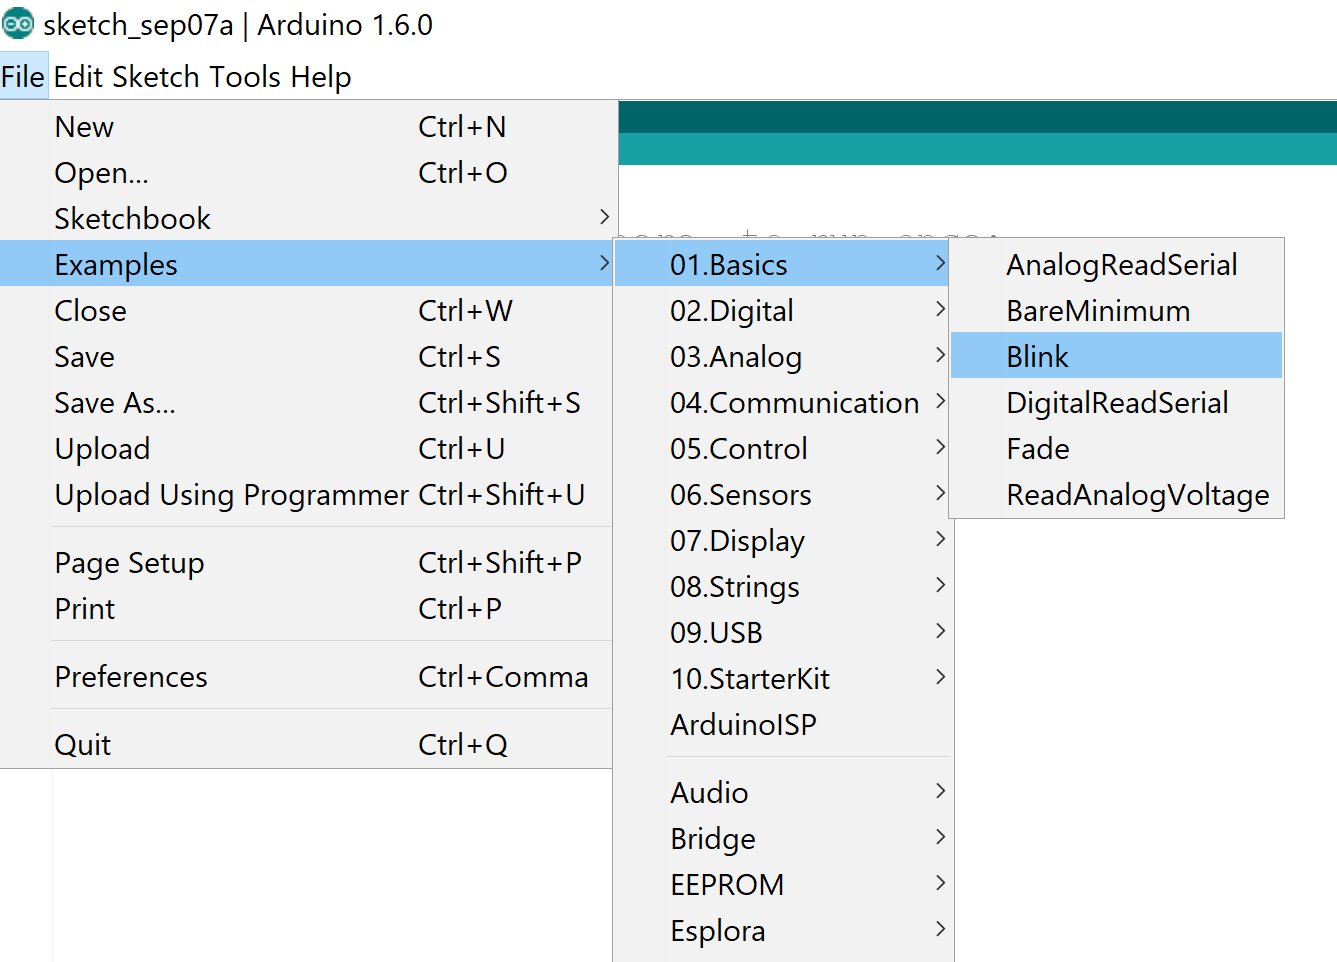 sketch_sep07a | Arduino 1.6.0
File Edit Sketch Tools Help
New Ctrl+N
Open... Ctrl+O
Sketchbook
Examples
Close Ctrl+W
Save Ctrl+S
Save As... Ctrl+Shift+S
Upload Ctrl+U
Upload Using Programmer Ctrl+Shift+U
Page Setup Ctrl+Shift+P
Print Ctrl+P
Preferences Ctrl+Comma
Quit Ctrl+Q
01.Basics
02.Digital
03.Analog
04.Communication
05.Control
06.Sensors
07.Display
08.Strings
09.USB
10.StarterKit
ArduinoISP
Audio
Bridge
EEPROM
Esplora
AnalogReadSerial
BareMinimum
Blink
DigitalReadSerial
Fade
ReadAnalogVoltage